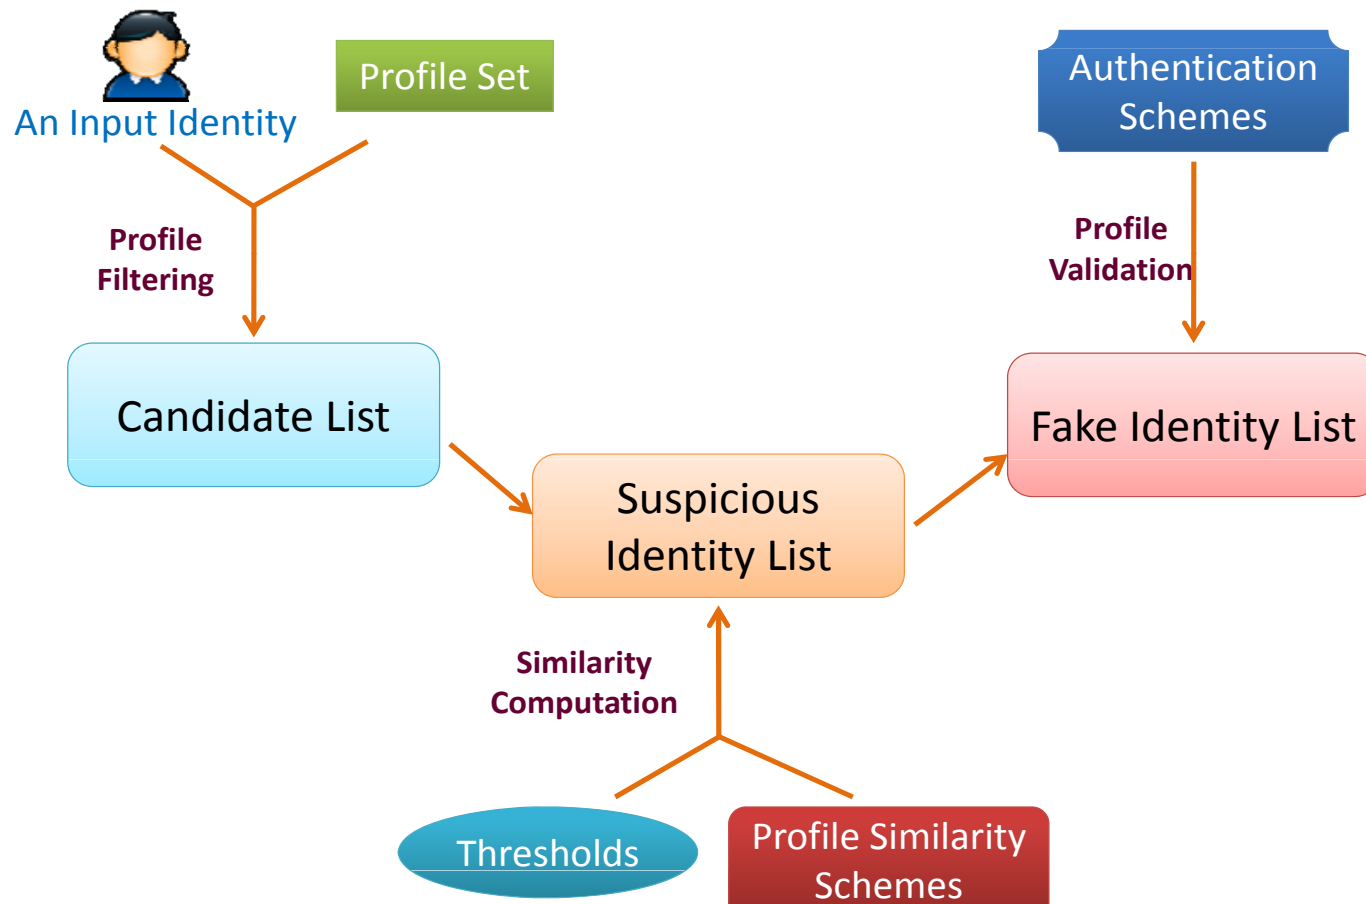 An Input Identity
Profile Set
Authentication
Schemes
Profile
Filtering
Profile
Validation
Candidate List
Fake Identity List
Suspicious
Identity List
Similarity
Computation
Thresholds
Profile Similarity
Schemes